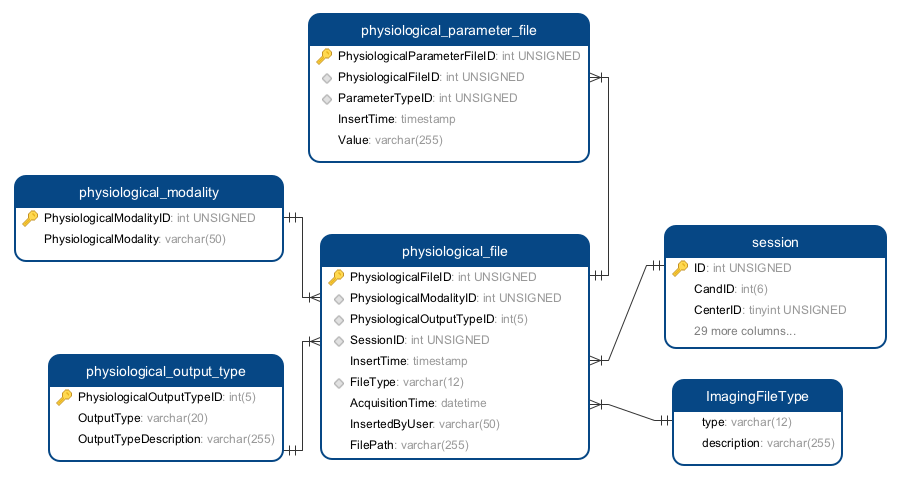 physiological_parameter_file
PhysiologicalParameterFileID: int UNSIGNED
PhysiologicalFileID: int UNSIGNED
ParameterTypeID: int UNSIGNED
InsertTime: timestamp
Value: varchar(255)
physiological_modality
PhysiologicalModalityID: int UNSIGNED
PhysiologicalModality: varchar(50)
physiological_file
PhysiologicalFileID: int UNSIGNED
PhysiologicalModalityID: int UNSIGNED
PhysiologicalOutputTypeID: int(5)
SessionID: int UNSIGNED
InsertTime: timestamp
FileType: varchar(12)
AcquisitionTime: datetime
InsertedByUser: varchar(50)
FilePath: varchar(255)
session
ID: int UNSIGNED
CandID: int(6)
CenterID: tinyint UNSIGNED
29 more columns...
physiological_output_type
PhysiologicalOutputTypeID: int(5)
OutputType: varchar(20)
OutputTypeDescription: varchar(255)
ImagingFileType
type: varchar(12)
description: varchar(255)